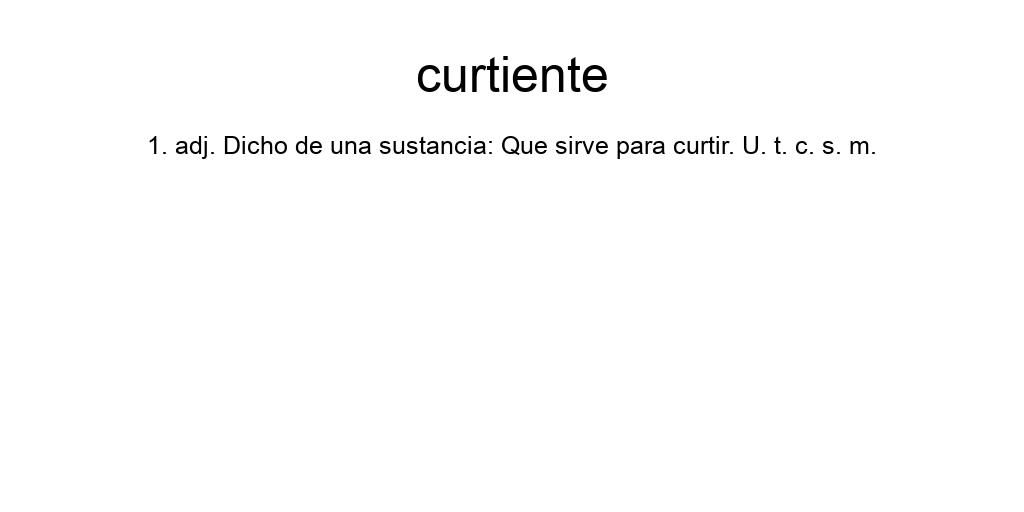 curtiente
1. adj. Dicho de una sustancia: Que sirve para curtir. U. t. c. s. m.